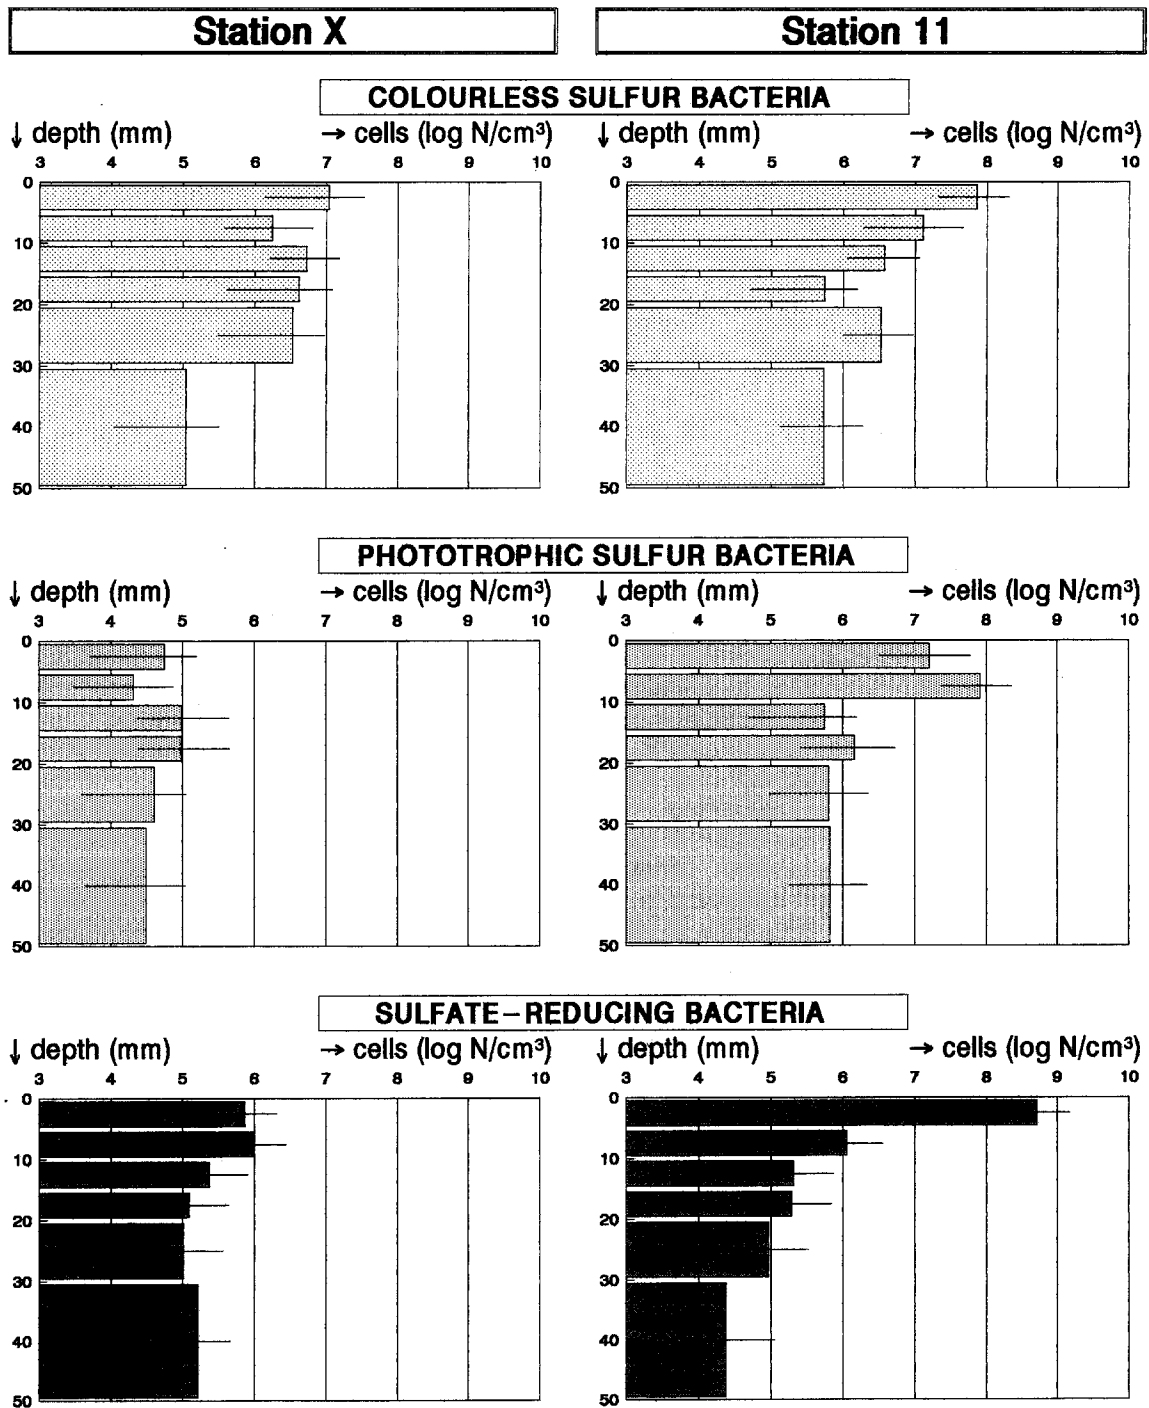 Station X Station 11
COLOURLESS SULFUR BACTERIA
↓ depth (mm) → cells (log N/cm³) ↓ depth (mm) → cells (log N/cm³)
3 4 5 6 7 8 9 10 3 4 5 6 7 8 9 10
0 0
10 10
20 20
30 30
40 40
50 50
PHOTOTROPHIC SULFUR BACTERIA
↓ depth (mm) → cells (log N/cm³) ↓ depth (mm) → cells (log N/cm³)
3 4 5 6 7 8 9 10 3 4 5 6 7 8 9 10
0 0
10 10
20 20
30 30
40 40
50 50
SULFATE-REDUCING BACTERIA
↓ depth (mm) → cells (log N/cm³) ↓ depth (mm) → cells (log N/cm³)
3 4 5 6 7 8 9 10 3 4 5 6 7 8 9 10
0 0
10 10
20 20
30 30
40 40
50 50